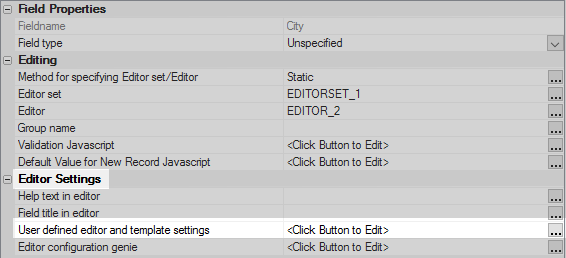 Field Properties
Fieldname City
Field type Unspecified
Editing
Method for specifying Editor set/Editor Static ...
Editor set EDITORSET_1 ...
Editor EDITOR_2 ...
Group name ...
Validation Javascript <Click Button to Edit> ...
Default Value for New Record Javascript <Click Button to Edit> ...
Editor Settings
Help text in editor ...
Field title in editor ...
User defined editor and template settings <Click Button to Edit> ...
Editor configuration genie <Click Button to Edit> ...